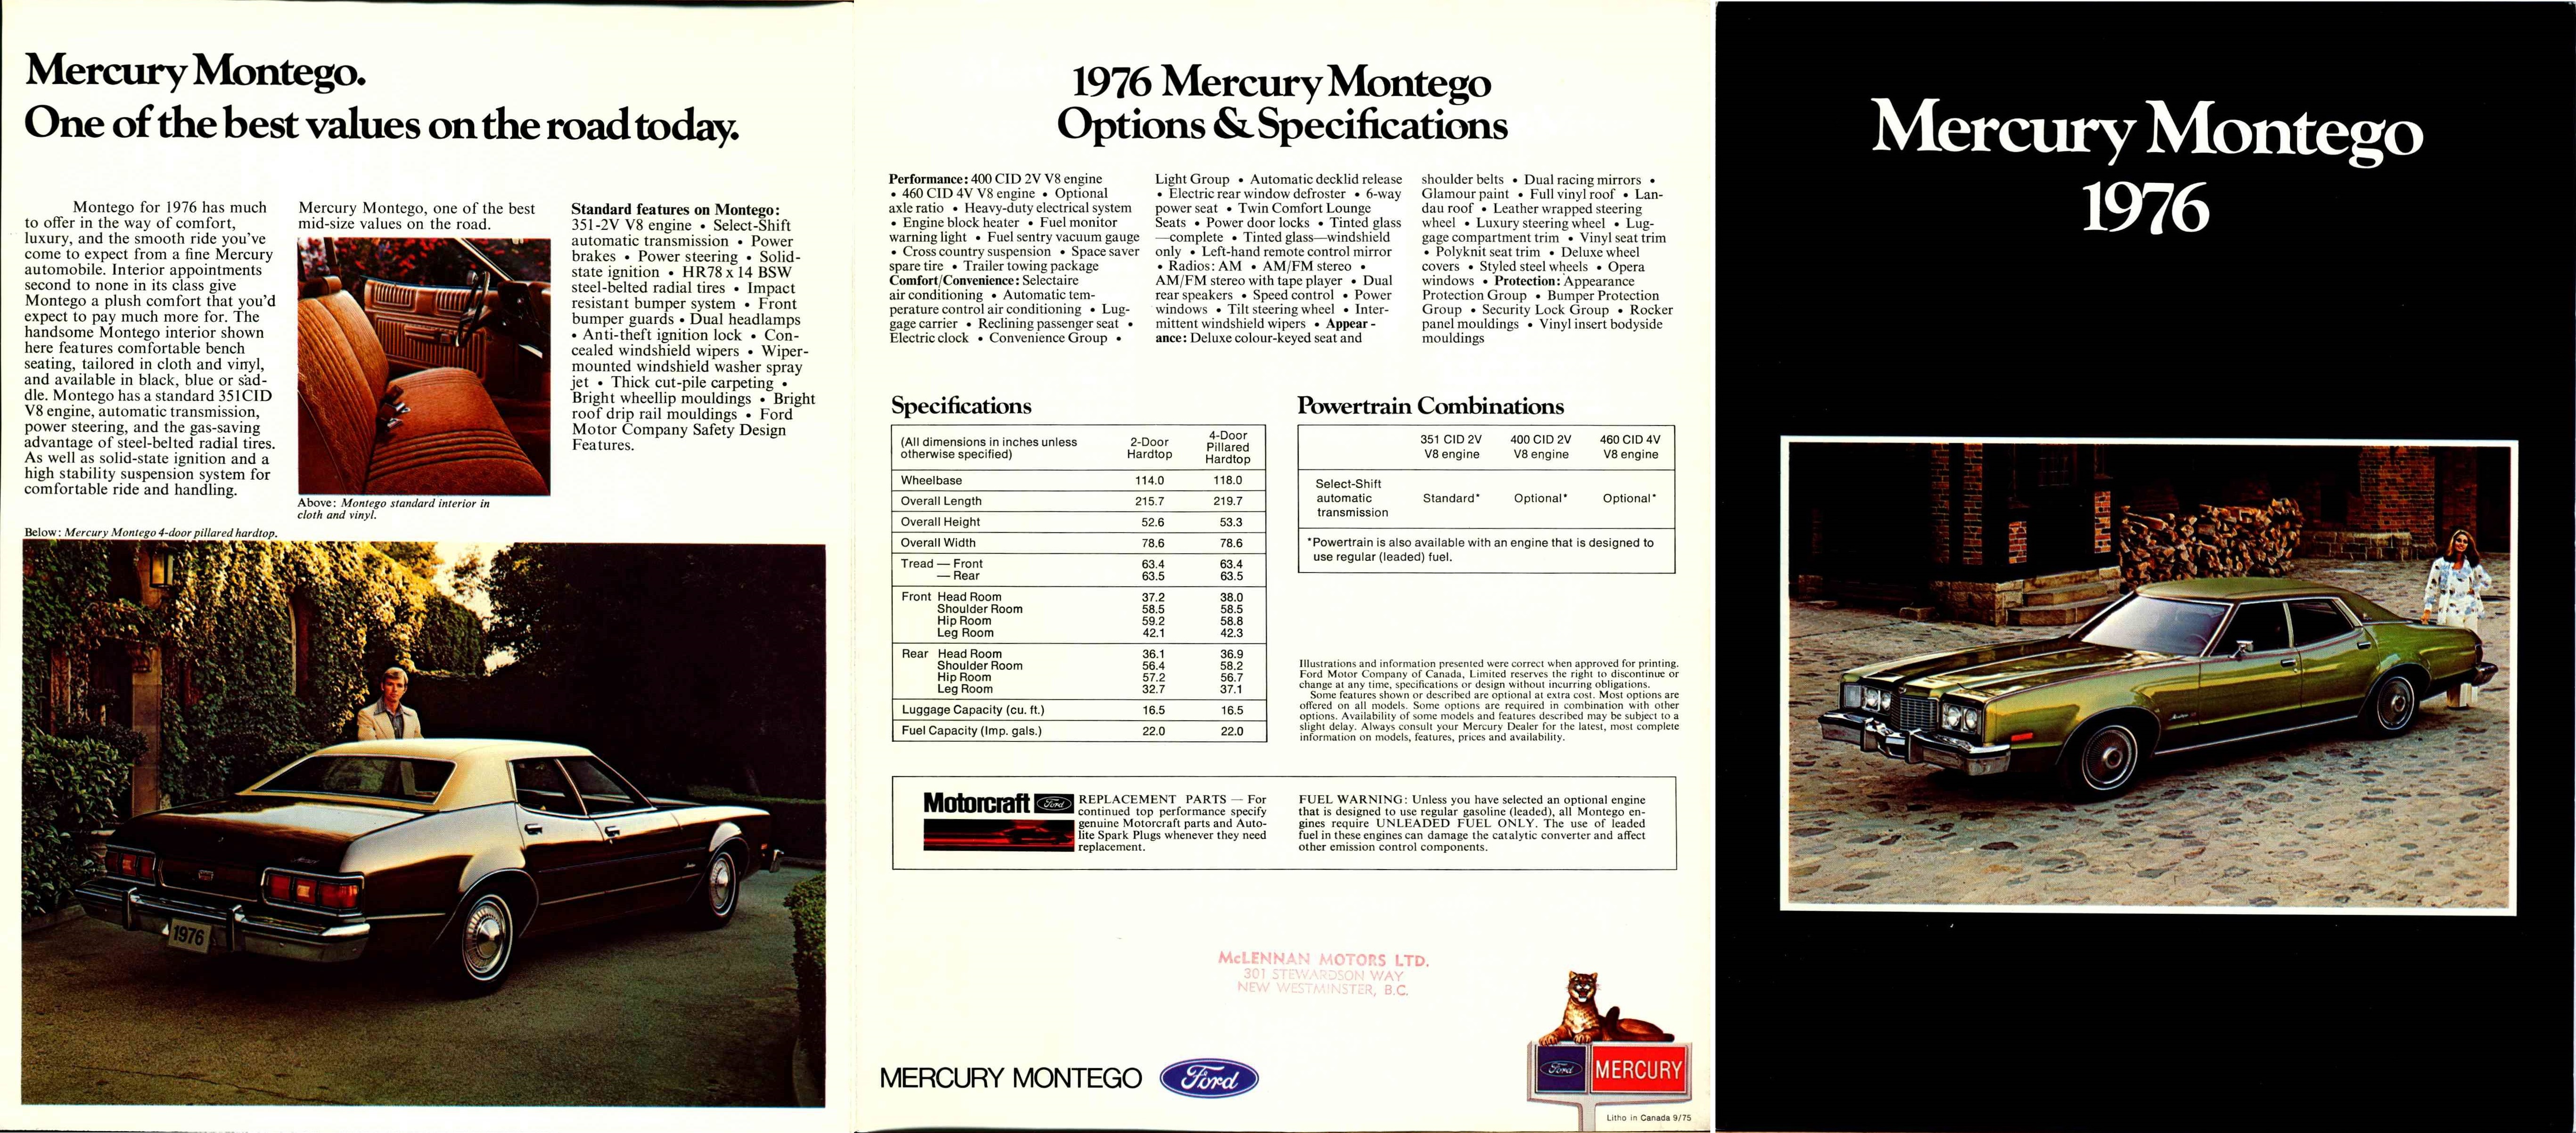 Mercury Montego.
One of the best values on the road today.
Montego for 1976 has much
to offer in the way of comfort,
luxury, and the smooth ride you've
come to expect from a fine Mercury
automobile. Interior appointments
second to none in its class give
Montego a plush comfort that you'd
expect to pay much more for. The
handsome Montego interior shown
here features comfortable bench
seating, tailored in cloth and vinyl,
and available in black, blue or sad-
dle. Montego has a standard 351CID
V8 engine, automatic transmission,
power steering, and the gas-saving
advantage of steel-belted radial tires.
As well as solid-state ignition and a
high stability suspension system for
comfortable ride and handling.
Mercury Montego, one of the best
mid-size values on the road.
Above: Montego standard interior in
cloth and vinyl.
Standard features on Montego:
351-2V V8 engine • Select-Shift
automatic transmission • Power
brakes • Power steering • Solid-
state ignition • HR78 x 14 BSW
steel-belted radial tires • Impact
resistant bumper system • Front
bumper guards • Dual headlamps
• Anti-theft ignition lock • Con-
cealed windshield wipers • Wiper-
mounted windshield washer spray
jet • Thick cut-pile carpeting •
Bright wheellip mouldings • Bright
roof drip rail mouldings • Ford
Motor Company Safety Design
Features.
Below: Mercury Montego 4-door pillared hardtop.
1976
1976 Mercury Montego
Options & Specifications
Performance: 400 CID 2V V8 engine
• 460 CID 4V V8 engine • Optional
axle ratio • Heavy-duty electrical system
• Engine block heater • Fuel monitor
warning light • Fuel sentry vacuum gauge
• Cross country suspension • Space saver
spare tire • Trailer towing package
Comfort/Convenience: Selectaire
air conditioning • Automatic tem-
perature control air conditioning • Lug-
gage carrier • Reclining passenger seat •
Electric clock • Convenience Group •
Light Group • Automatic decklid release
• Electric rear window defroster • 6-way
power seat • Twin Comfort Lounge
Seats • Power door locks • Tinted glass
—complete • Tinted glass—windshield
only • Left-hand remote control mirror
• Radios: AM • AM/FM stereo •
AM/FM stereo with tape player • Dual
rear speakers • Speed control • Power
windows • Tilt steering wheel • Inter-
mittent windshield wipers • Appear-
ance: Deluxe colour-keyed seat and
shoulder belts • Dual racing mirrors •
Glamour paint • Full vinyl roof • Lan-
dau roof • Leather wrapped steering
wheel • Luxury steering wheel • Lug-
gage compartment trim • Vinyl seat trim
• Polyknit seat trim • Deluxe wheel
covers • Styled steel wheels • Opera
windows • Protection: Appearance
Protection Group • Bumper Protection
Group • Security Lock Group • Rocker
panel mouldings • Vinyl insert bodyside
mouldings
Specifications
(All dimensions in inches unless otherwise specified) 2-Door Hardtop 4-Door Pillared Hardtop
Wheelbase 114.0 118.0
Overall Length 215.7 219.7
Overall Height 52.6 53.3
Overall Width 78.6 78.6
Tread — Front 63.4 63.4
— Rear 63.5 63.5
Front Head Room 37.2 38.0
Shoulder Room 58.5 58.5
Hip Room 59.2 58.8
Leg Room 42.1 42.3
Rear Head Room 36.1 36.9
Shoulder Room 56.4 58.2
Hip Room 57.2 56.7
Leg Room 32.7 37.1
Luggage Capacity (cu. ft.) 16.5 16.5
Fuel Capacity (Imp. gals.) 22.0 22.0
Powertrain Combinations
351 CID 2V 400 CID 2V 460 CID 4V
V8 engine V8 engine V8 engine
Select-Shift
automatic Standard* Optional* Optional*
transmission
*Powertrain is also available with an engine that is designed to
use regular (leaded) fuel.
Illustrations and information presented were correct when approved for printing.
Ford Motor Company of Canada, Limited reserves the right to discontinue or
change at any time, specifications or design without incurring obligations.
Some features shown or described are optional at extra cost. Most options are
offered on all models. Some options are required in combination with other
options. Availability of some models and features described may be subject to a
slight delay. Always consult your Mercury Dealer for the latest, most complete
information on models, features, prices and availability.
Motorcraft Ford
REPLACEMENT PARTS — For
continued top performance specify
genuine Motorcraft parts and Auto-
lite Spark Plugs whenever they need
replacement.
FUEL WARNING: Unless you have selected an optional engine
that is designed to use regular gasoline (leaded), all Montego en-
gines require UNLEADED FUEL ONLY. The use of leaded
fuel in these engines can damage the catalytic converter and affect
other emission control components.
McLENNAN MOTORS LTD.
301 STEWARDSON WAY
NEW WESTMINSTER, B.C.
MERCURY MONTEGO Ford
Ford MERCURY
Litho in Canada 9/75
Mercury Montego
1976